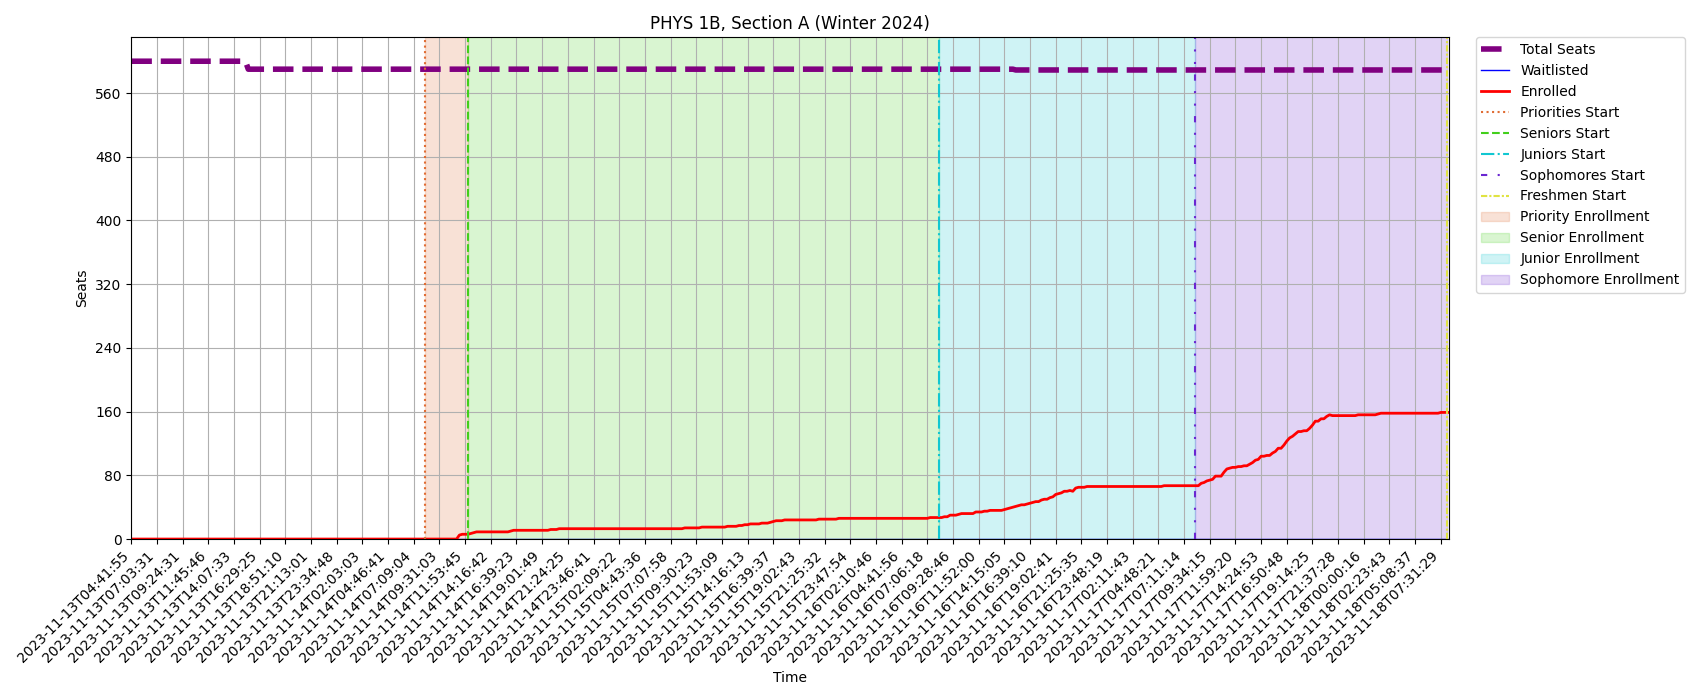 PHYS 1B, Section A (Winter 2024)
Seats
560
480
400
320
240
160
80
0
2023-11-13T04:41:55
2023-11-13T07:03:31
2023-11-13T09:24:31
2023-11-13T11:45:46
2023-11-13T14:07:33
2023-11-13T16:29:25
2023-11-13T18:51:10
2023-11-13T21:13:01
2023-11-13T23:34:48
2023-11-14T02:03:03
2023-11-14T04:46:41
2023-11-14T07:09:04
2023-11-14T09:31:03
2023-11-14T11:53:45
2023-11-14T14:16:42
2023-11-14T16:39:23
2023-11-14T19:01:49
2023-11-14T21:24:25
2023-11-14T23:46:41
2023-11-15T02:09:22
2023-11-15T04:43:36
2023-11-15T07:07:58
2023-11-15T09:30:23
2023-11-15T11:53:09
2023-11-15T14:16:13
2023-11-15T16:39:37
2023-11-15T19:02:43
2023-11-15T21:25:32
2023-11-15T23:47:54
2023-11-16T02:10:46
2023-11-16T04:41:56
2023-11-16T07:06:18
2023-11-16T09:28:46
2023-11-16T11:52:00
2023-11-16T14:15:05
2023-11-16T16:39:10
2023-11-16T19:02:41
2023-11-16T21:25:35
2023-11-16T23:48:19
2023-11-17T02:11:43
2023-11-17T04:48:21
2023-11-17T07:11:14
2023-11-17T09:34:15
2023-11-17T11:59:20
2023-11-17T14:24:53
2023-11-17T16:50:48
2023-11-17T19:14:25
2023-11-17T21:37:28
2023-11-18T00:00:16
2023-11-18T02:23:43
2023-11-18T05:08:37
2023-11-18T07:31:29
Time
Total Seats
Waitlisted
Enrolled
Priorities Start
Seniors Start
Juniors Start
Sophomores Start
Freshmen Start
Priority Enrollment
Senior Enrollment
Junior Enrollment
Sophomore Enrollment